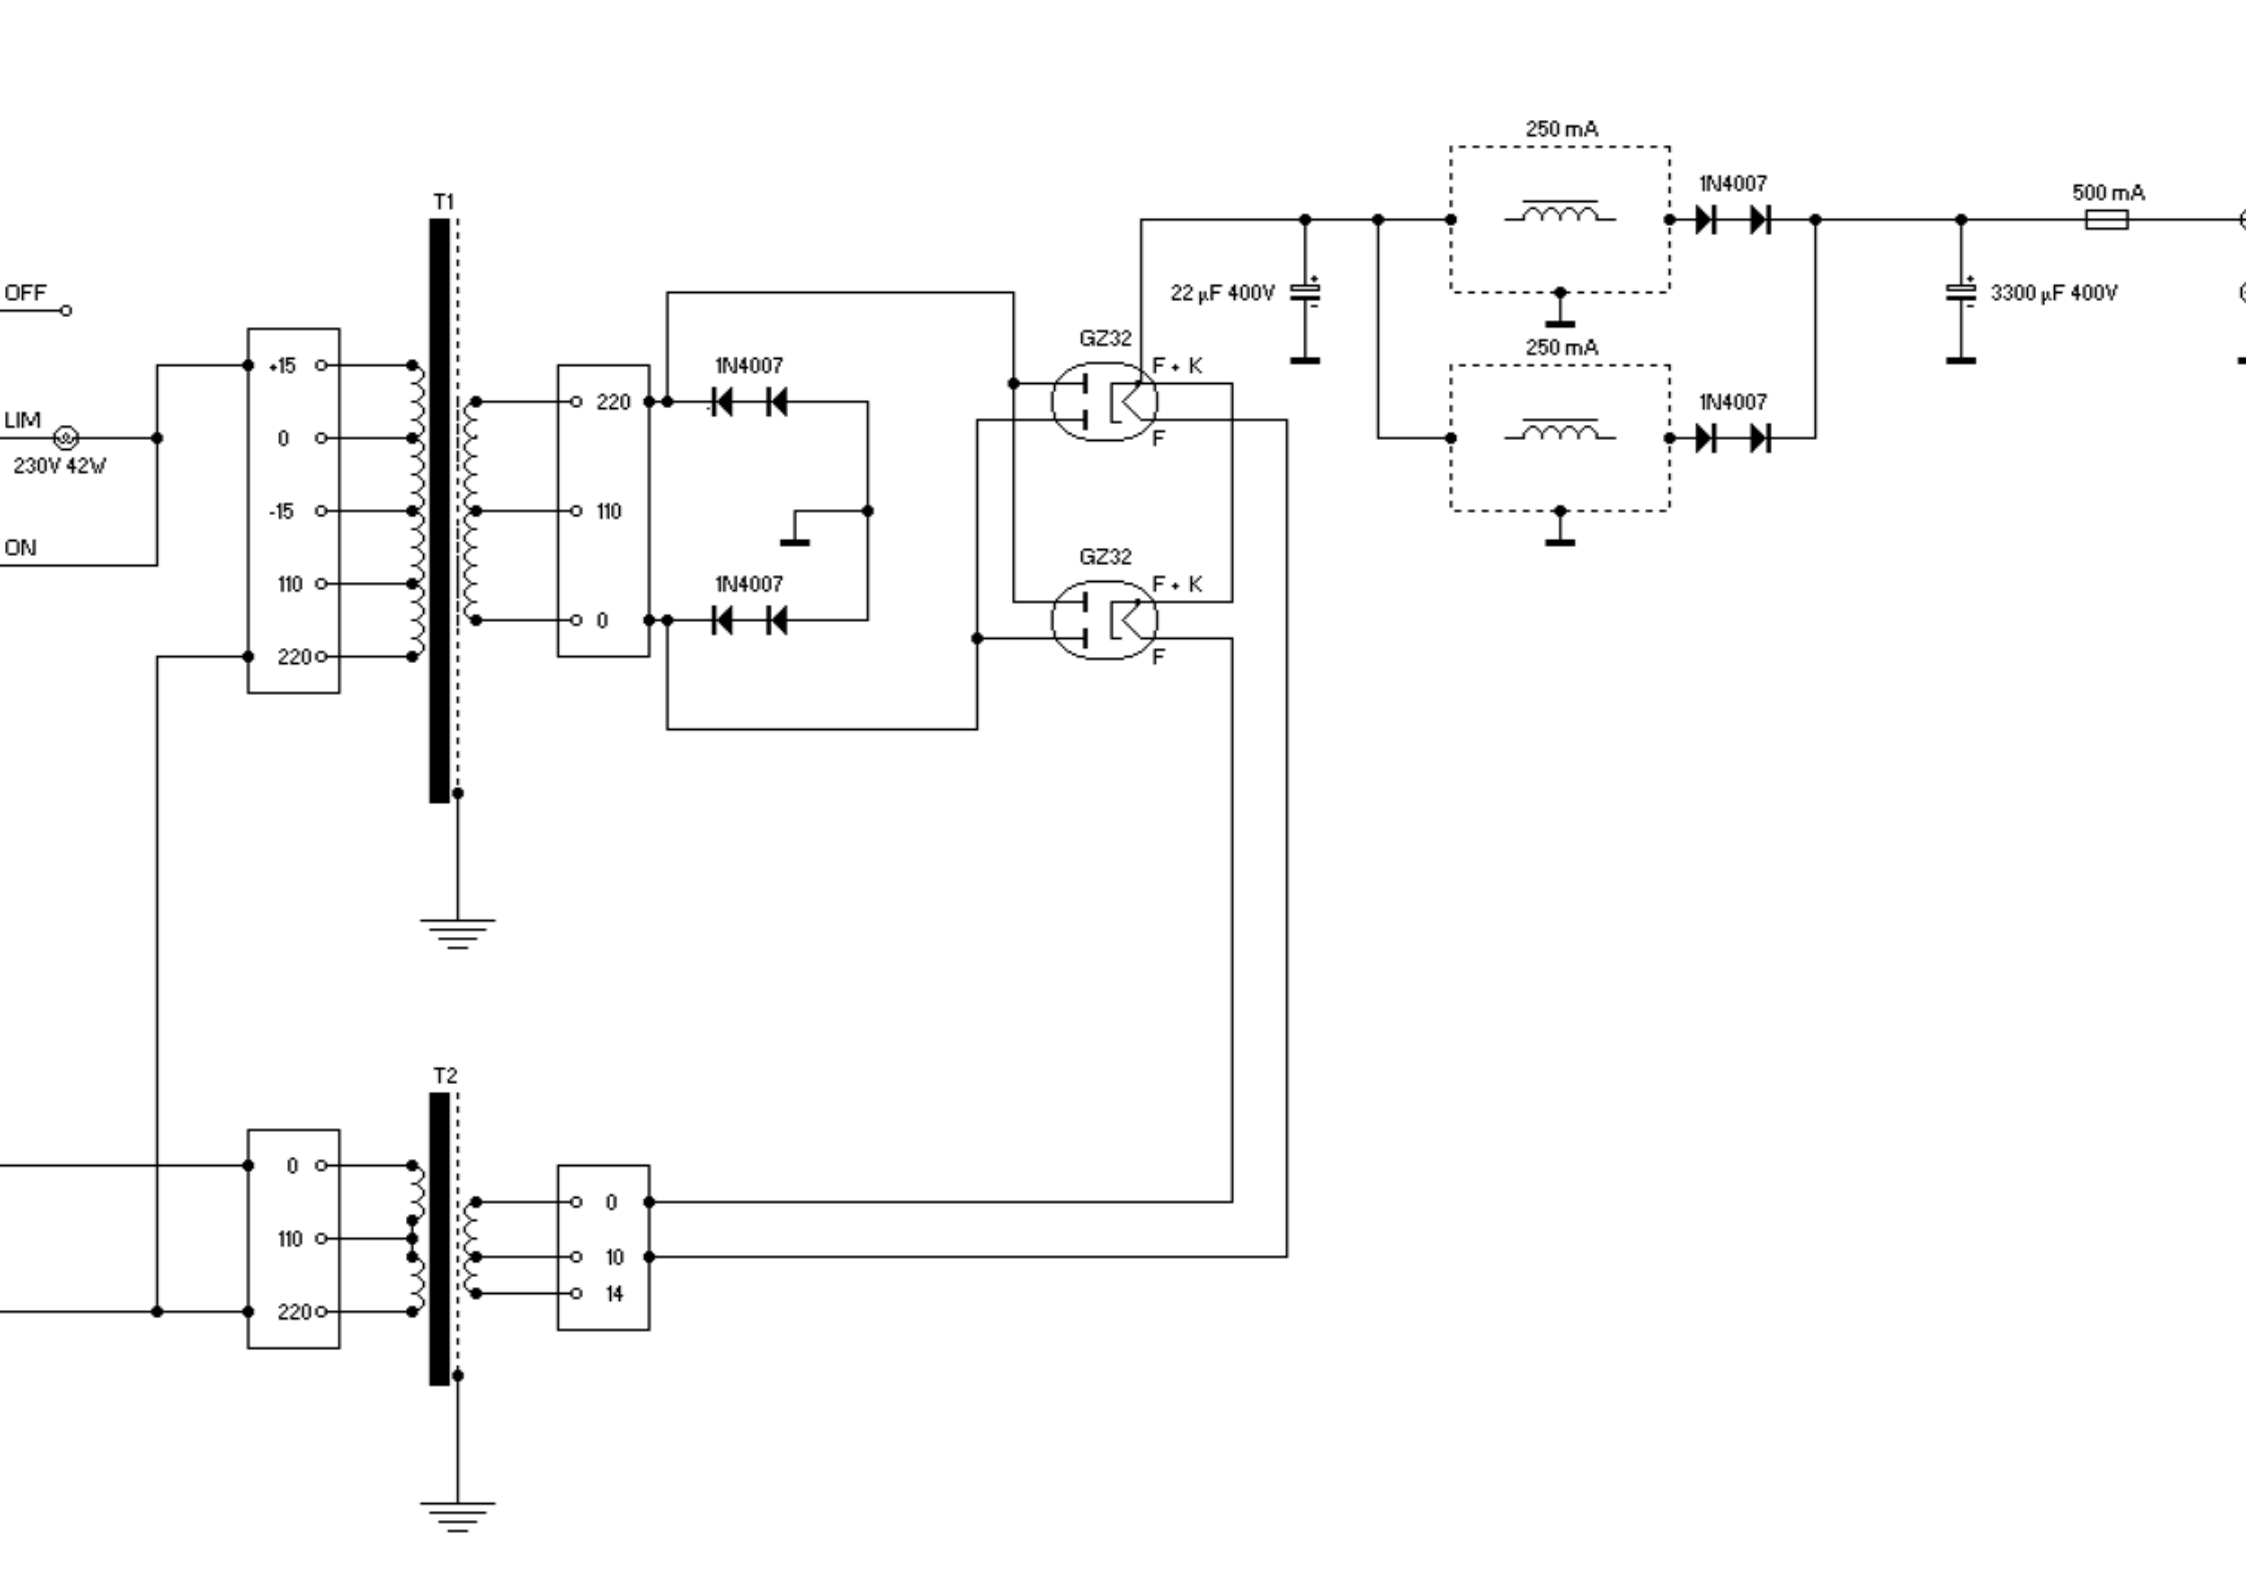 250 mA
1N4007
500 mA
T1
OFF
22 µF 400V
+
-
+
-
3300 µF 400V
GZ32
250 mA
+15
1N4007
F + K
LIM
220
1N4007
0
F
230V 42W
-15
110
ON
GZ32
110
1N4007
F + K
0
220
F
T2
0
0
110
10
14
220